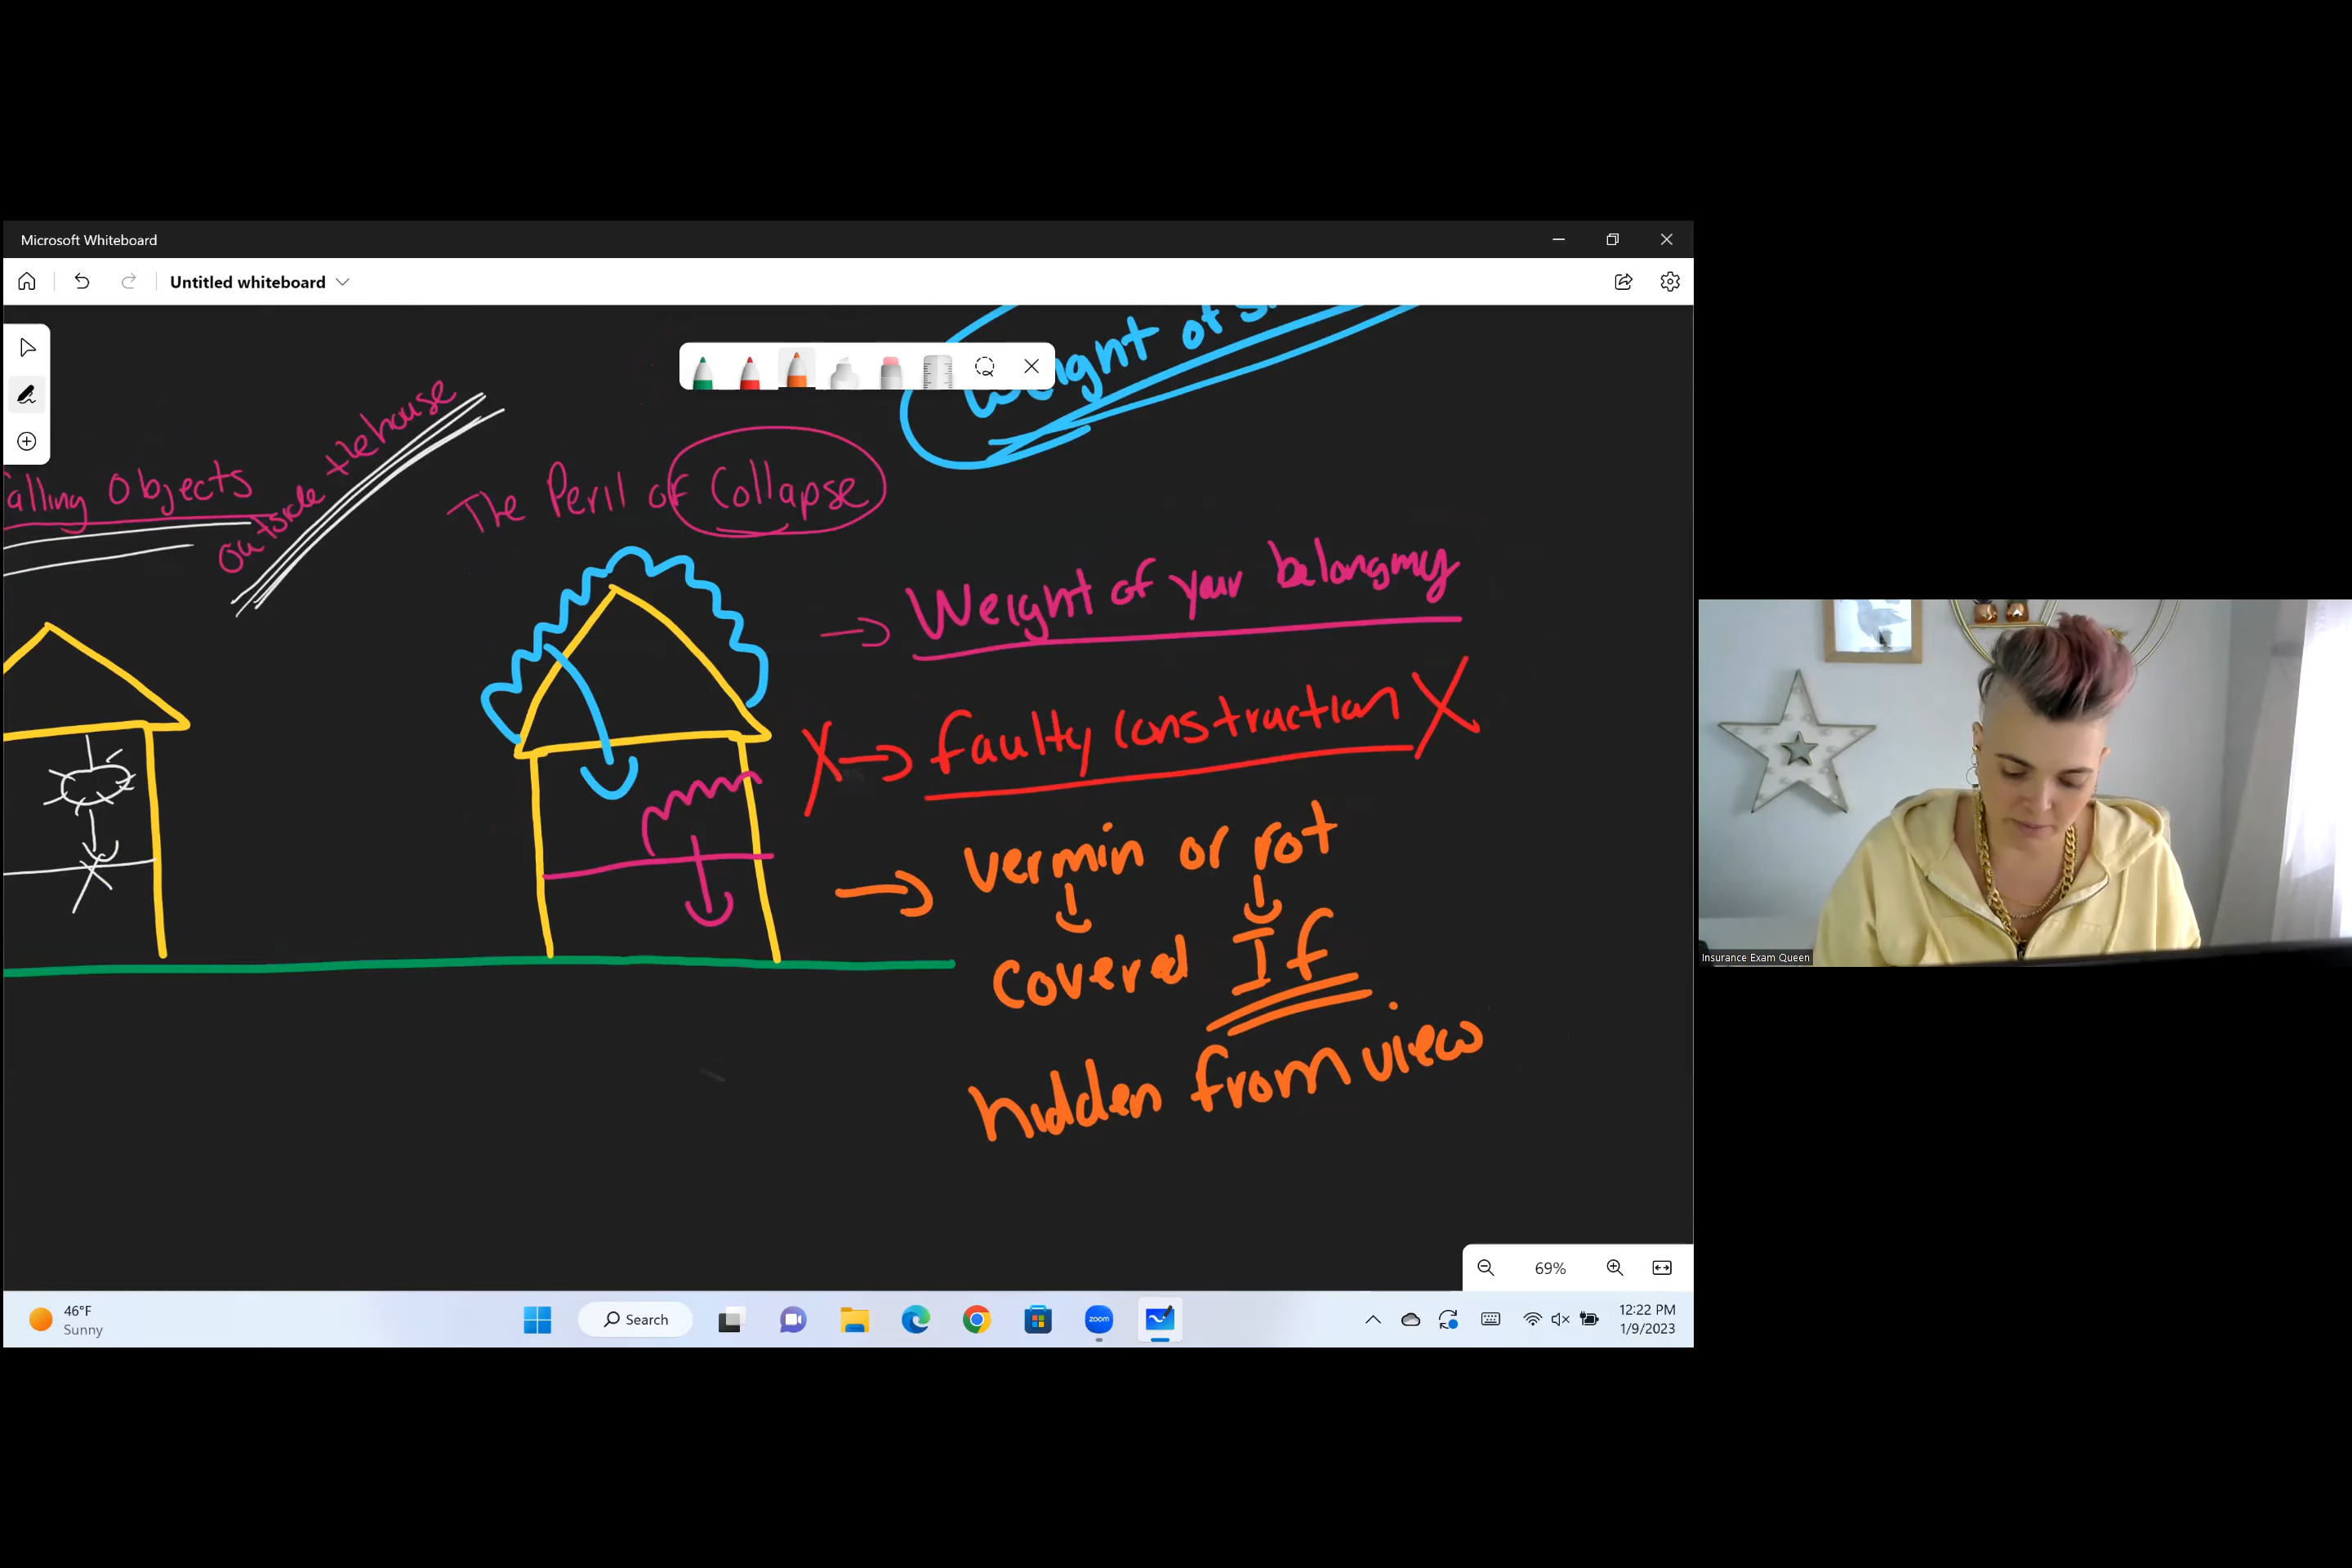 Microsoft Whiteboard
Untitled whiteboard
alling Objects
outside the house
The Peril of Collapse
Weight of your belonging
X → faulty construction X
→ vermin or rot
covered If
hidden from view
Insurance Exam Queen
69%
46°F
Sunny
Search
zoom
12:22 PM
1/9/2023